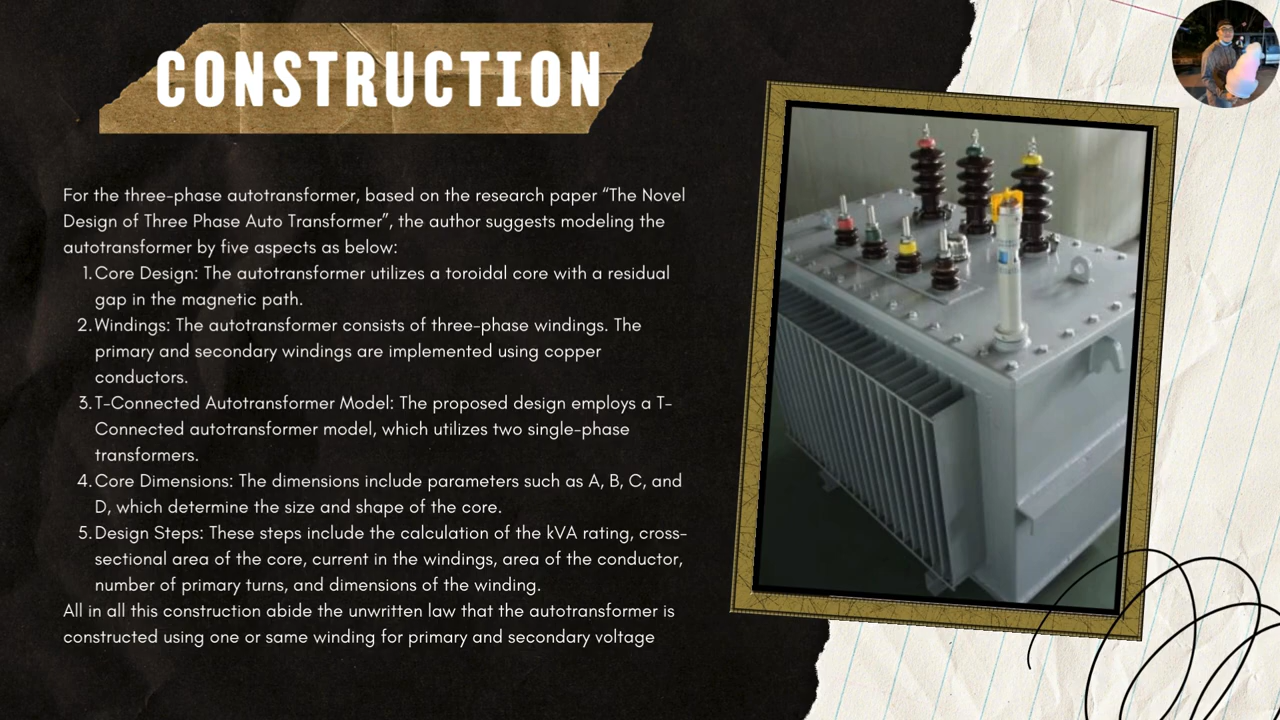 CONSTRUCTION
For the three-phase autotransformer, based on the research paper “The Novel
Design of Three Phase Auto Transformer”, the author suggests modeling the
autotransformer by five aspects as below:
1. Core Design: The autotransformer utilizes a toroidal core with a residual
gap in the magnetic path.
2. Windings: The autotransformer consists of three-phase windings. The
primary and secondary windings are implemented using copper
conductors.
3. T-Connected Autotransformer Model: The proposed design employs a T-
Connected autotransformer model, which utilizes two single-phase
transformers.
4. Core Dimensions: The dimensions include parameters such as A, B, C, and
D, which determine the size and shape of the core.
5. Design Steps: These steps include the calculation of the kVA rating, cross-
sectional area of the core, current in the windings, area of the conductor,
number of primary turns, and dimensions of the winding.
All in all this construction abide the unwritten law that the autotransformer is
constructed using one or same winding for primary and secondary voltage